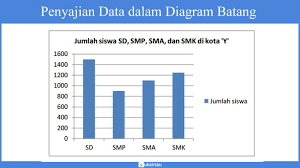 Penyajian Data dalam Diagram Batang
Jumlah siswa SD, SMP, SMA, dan SMK di kota 'Y'
1600
1400
1200
1000
800
600
400
200
0
SD SMP SMA SMK
Jumlah siswa